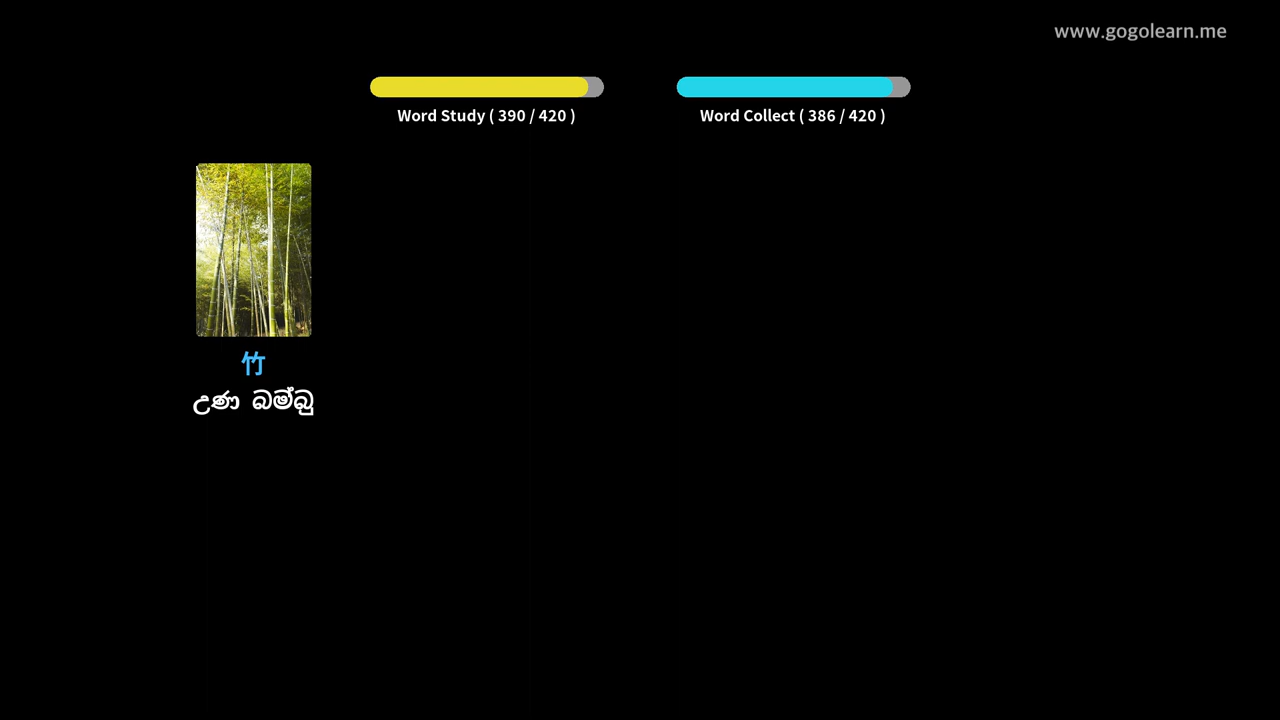 www.gogolearn.me
Word Study ( 390 / 420 )
Word Collect ( 386 / 420 )
竹
උණ බම්බු